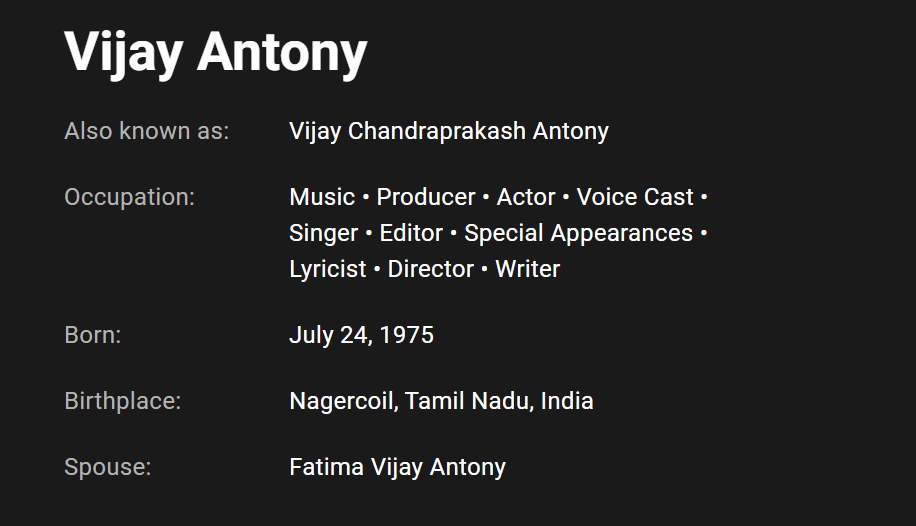 Vijay Antony
Also known as: Vijay Chandraprakash Antony
Occupation: Music • Producer • Actor • Voice Cast •
Singer • Editor • Special Appearances •
Lyricist • Director • Writer
Born: July 24, 1975
Birthplace: Nagercoil, Tamil Nadu, India
Spouse: Fatima Vijay Antony